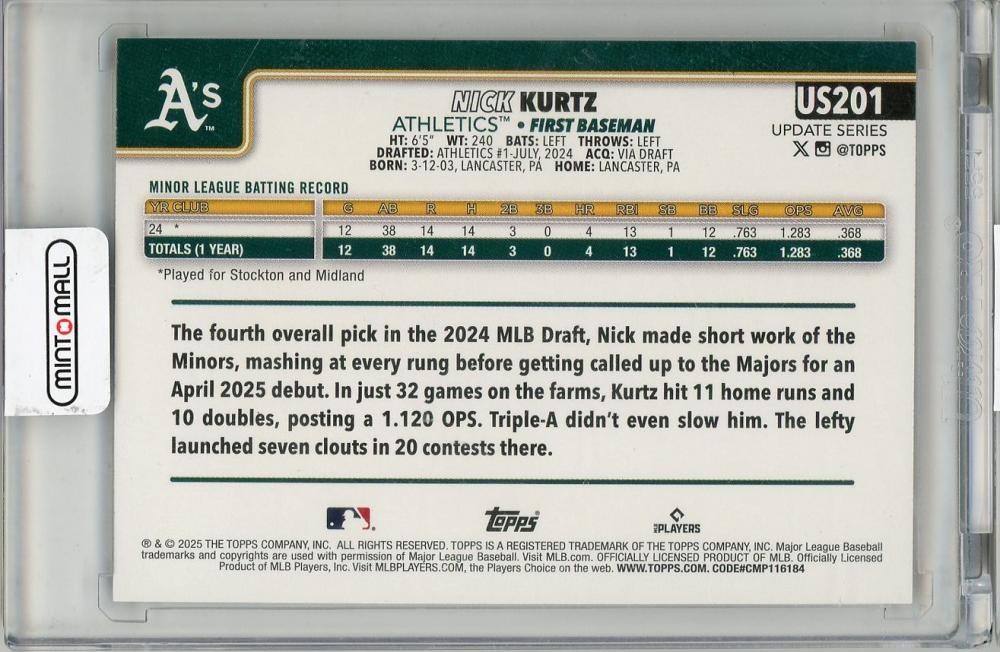 A's
NICK KURTZ
US201
ATHLETICS™ • FIRST BASEMAN
UPDATE SERIES
HT: 6'5" WT: 240 BATS: LEFT THROWS: LEFT
X @TOPPS
DRAFTED: ATHLETICS #1-JULY, 2024 ACQ: VIA DRAFT
BORN: 3-12-03, LANCASTER, PA HOME: LANCASTER, PA
MINOR LEAGUE BATTING RECORD
YR CLUB G AB R H 2B 3B HR RBI SB BB SLG OPS AVG
24 * 12 38 14 14 3 0 4 13 1 12 .763 1.283 .368
TOTALS (1 YEAR) 12 38 14 14 3 0 4 13 1 12 .763 1.283 .368
*Played for Stockton and Midland
MINTOMALL
The fourth overall pick in the 2024 MLB Draft, Nick made short work of the
Minors, mashing at every rung before getting called up to the Majors for an
April 2025 debut. In just 32 games on the farms, Kurtz hit 11 home runs and
10 doubles, posting a 1.120 OPS. Triple-A didn't even slow him. The lefty
launched seven clouts in 20 contests there.
topps
PLAYERS
® & © 2025 THE TOPPS COMPANY, INC. ALL RIGHTS RESERVED. TOPPS IS A REGISTERED TRADEMARK OF THE TOPPS COMPANY, INC. Major League Baseball
trademarks and copyrights are used with permission of Major League Baseball. Visit MLB.com. OFFICIALLY LICENSED PRODUCT OF MLB. Officially Licensed
Product of MLB Players, Inc. Visit MLBPLAYERS.COM, the Players Choice on the web. WWW.TOPPS.COM. CODE#CMP116184